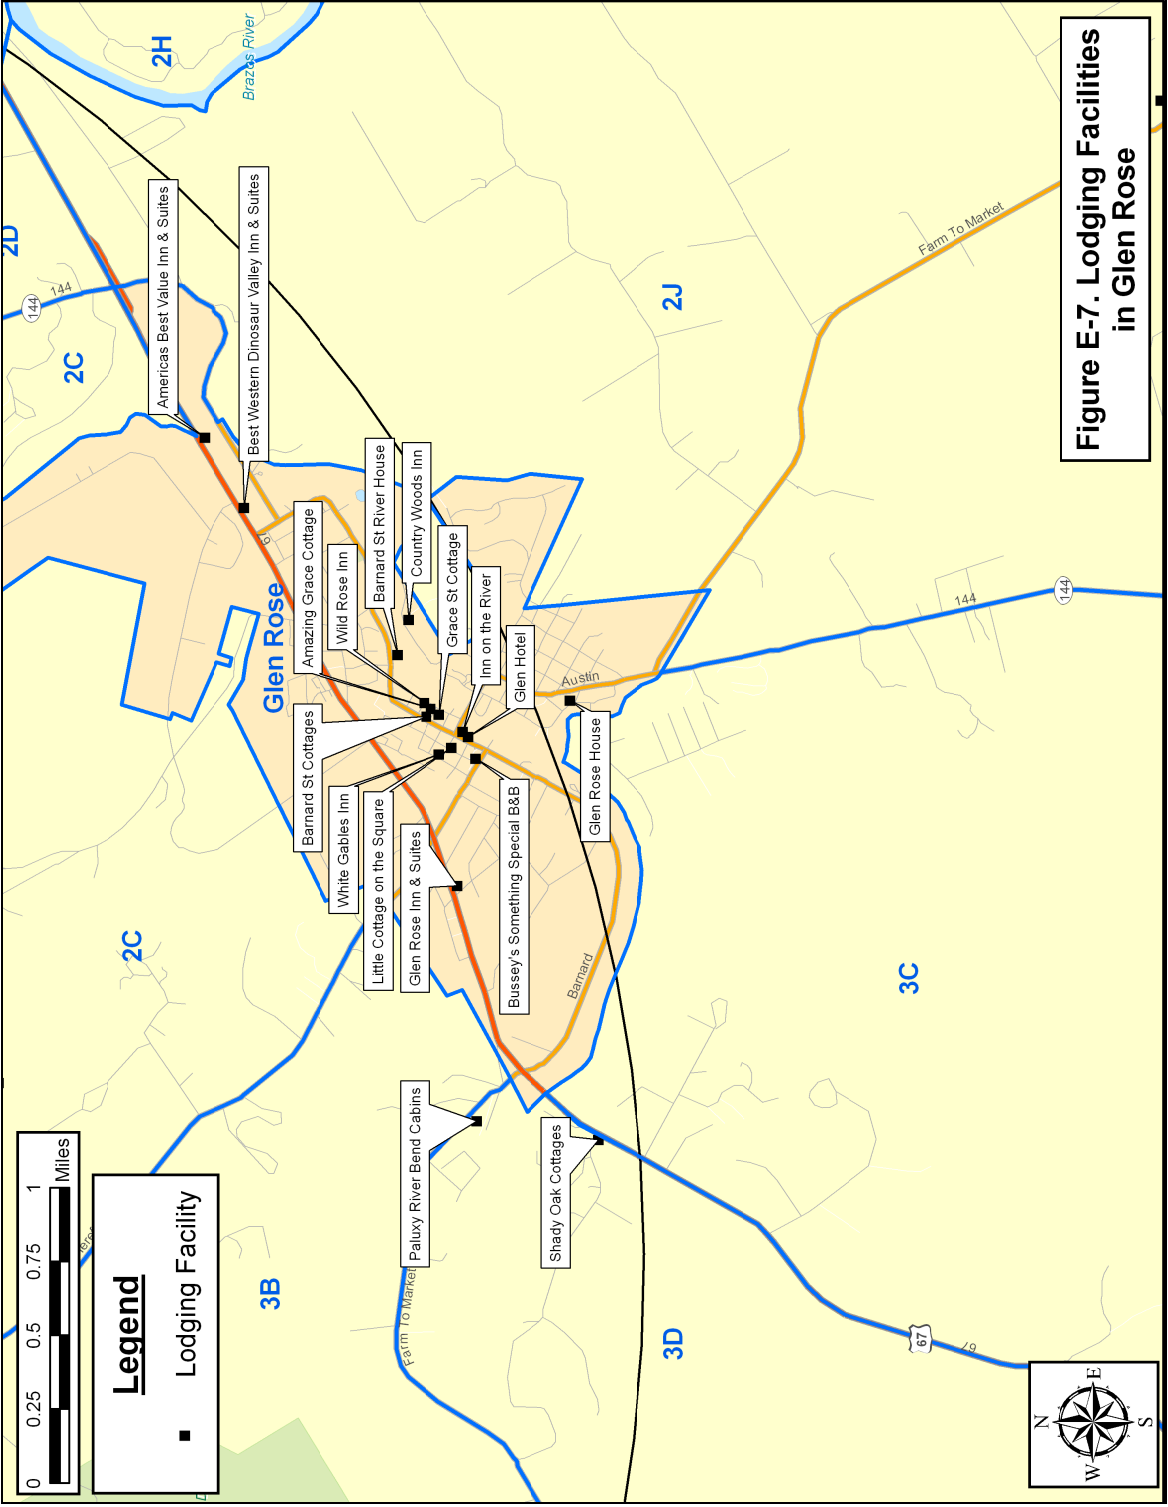 Figure E-7. Lodging Facilities
in Glen Rose
0 0.25 0.5 0.75 1
Miles
Legend
Lodging Facility
2D
2C
2H
Brazos River
144
144
Americas Best Value Inn & Suites
Best Western Dinosaur Valley Inn & Suites
67
Glen Rose
Amazing Grace Cottage
Wild Rose Inn
Barnard St River House
Country Woods Inn
Grace St Cottage
Inn on the River
Glen Hotel
Barnard St Cottages
White Gables Inn
Little Cottage on the Square
Glen Rose Inn & Suites
Bussey's Something Special B&B
Glen Rose House
Austin
2J
Farm To Market
144
144
2C
Barnard
3C
Paluxy River Bend Cabins
Shady Oak Cottages
3B
Farm To Market
3D
67
67
N
W E
S